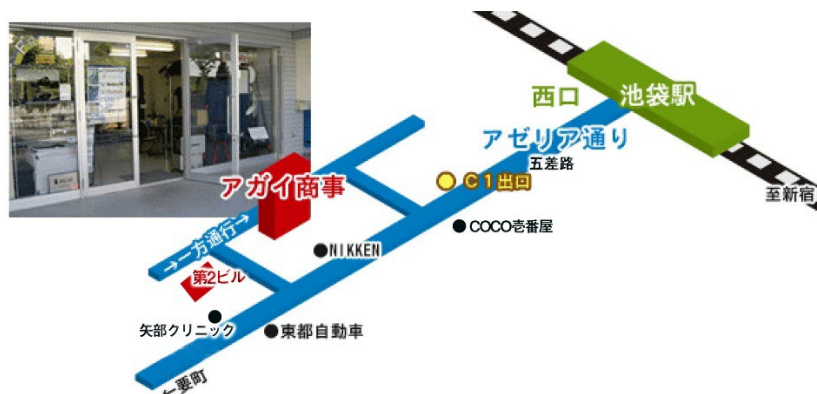 西口
池袋駅
アゼリア通り
五差路
C1出口
至新宿
アガイ商事
COCO壱番屋
→→一方通行→
NIKKEN
第2ビル
矢部クリニック
東都自動車
←要町